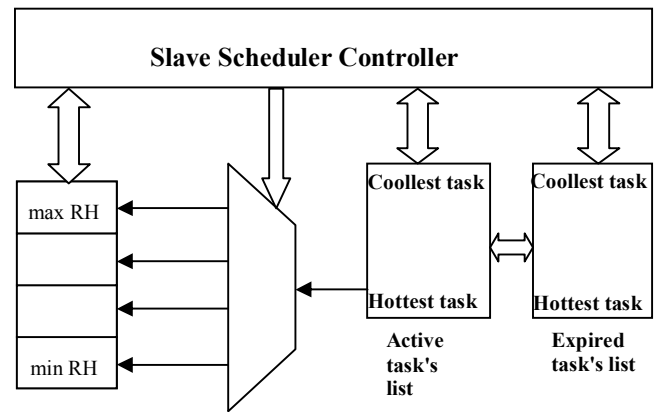 Slave Scheduler Controller
max RH
min RH
Coollest task
Hottest task
Active
task's
list
Coollest task
Hottest task
Expired
task's list